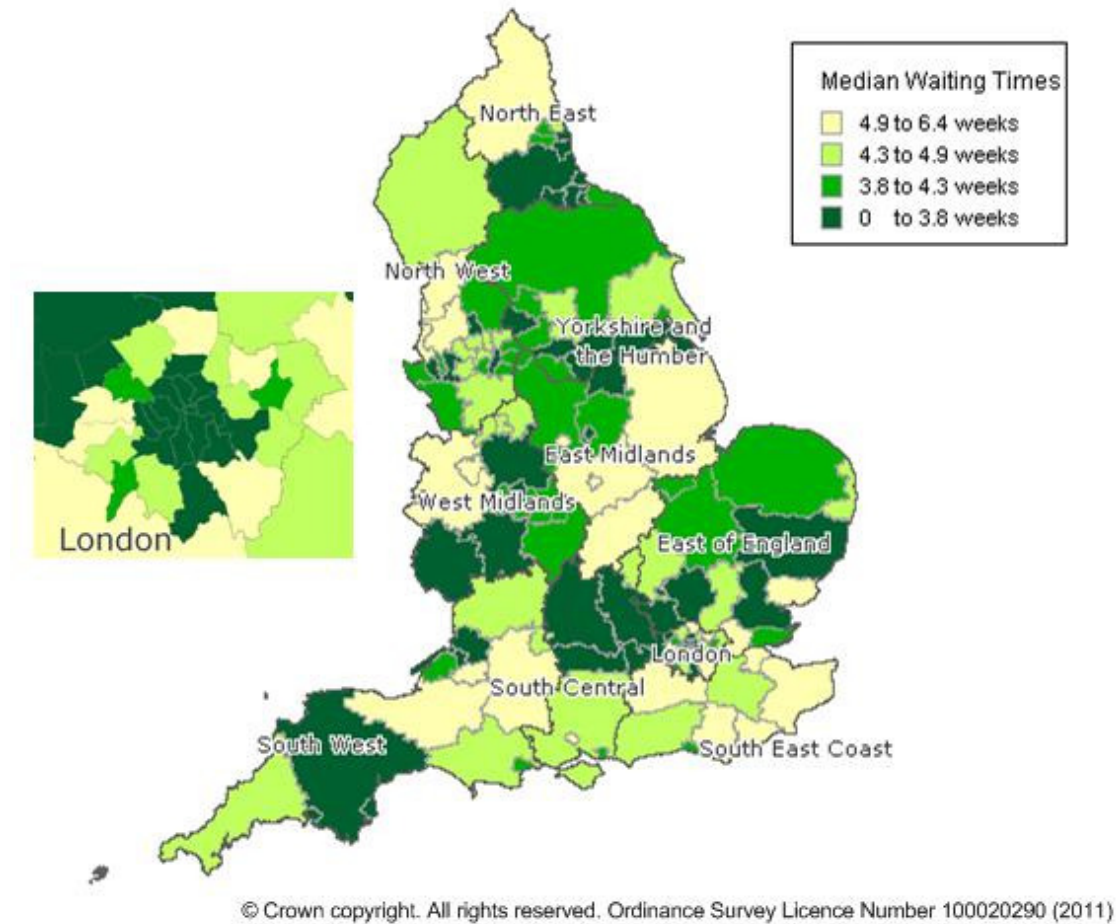 Median Waiting Times
4.9 to 6.4 weeks
4.3 to 4.9 weeks
3.8 to 4.3 weeks
0 to 3.8 weeks
North East
North West
Yorkshire and
the Humber
East Midlands
West Midlands
East of England
London
South Central
South West
South East Coast
London
© Crown copyright. All rights reserved. Ordinance Survey Licence Number 100020290 (2011)